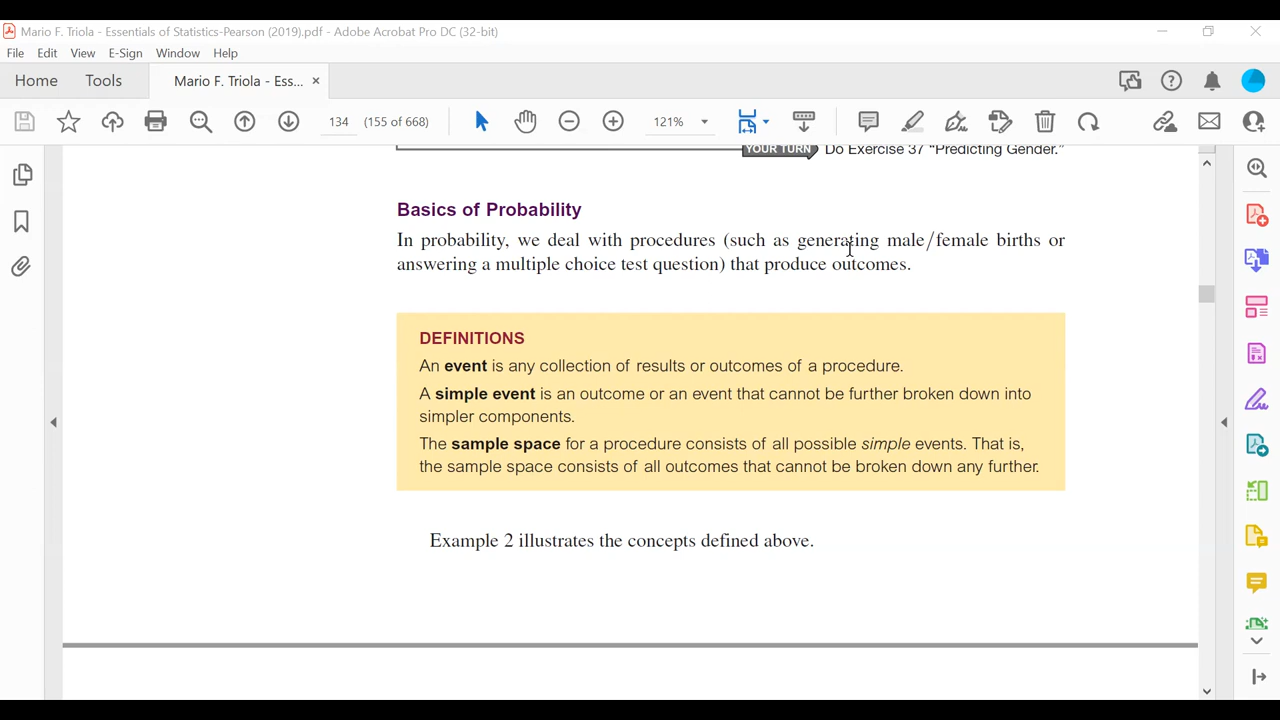 Mario F. Triola - Essentials of Statistics-Pearson (2019).pdf - Adobe Acrobat Pro DC (32-bit)
File Edit View E-Sign Window Help
Home Tools Mario F. Triola - Ess... ×
134 (155 of 668) 121%
YOUR TURN Do Exercise 37 “Predicting Gender.”
Basics of Probability
In probability, we deal with procedures (such as generating male/female births or
answering a multiple choice test question) that produce outcomes.
DEFINITIONS
An event is any collection of results or outcomes of a procedure.
A simple event is an outcome or an event that cannot be further broken down into
simpler components.
The sample space for a procedure consists of all possible simple events. That is,
the sample space consists of all outcomes that cannot be broken down any further.
Example 2 illustrates the concepts defined above.